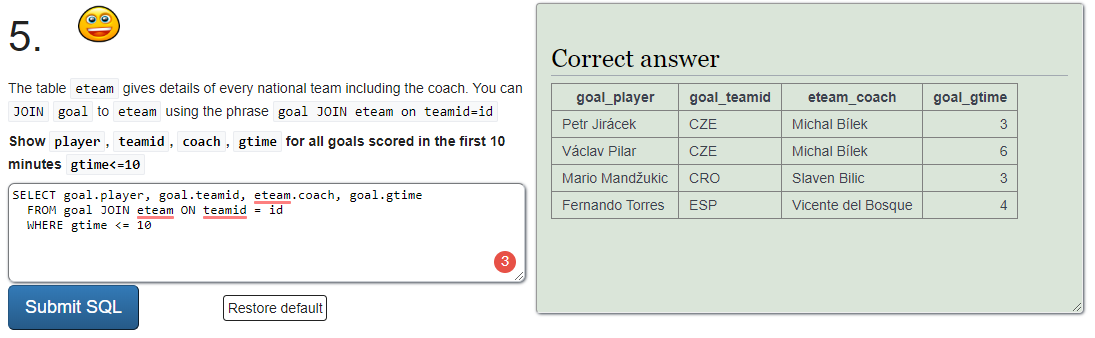 5.
The table eteam gives details of every national team including the coach. You can
JOIN goal to eteam using the phrase goal JOIN eteam on teamid=id
Show player, teamid, coach, gtime for all goals scored in the first 10
minutes gtime<=10
SELECT goal.player, goal.teamid, eteam.coach, goal.gtime
FROM goal JOIN eteam ON teamid = id
WHERE gtime <= 10
3
Submit SQL Restore default
Correct answer
goal_player goal_teamid eteam_coach goal_gtime
Petr Jirácek CZE Michal Bílek 3
Václav Pilar CZE Michal Bílek 6
Mario Mandžukic CRO Slaven Bilic 3
Fernando Torres ESP Vicente del Bosque 4